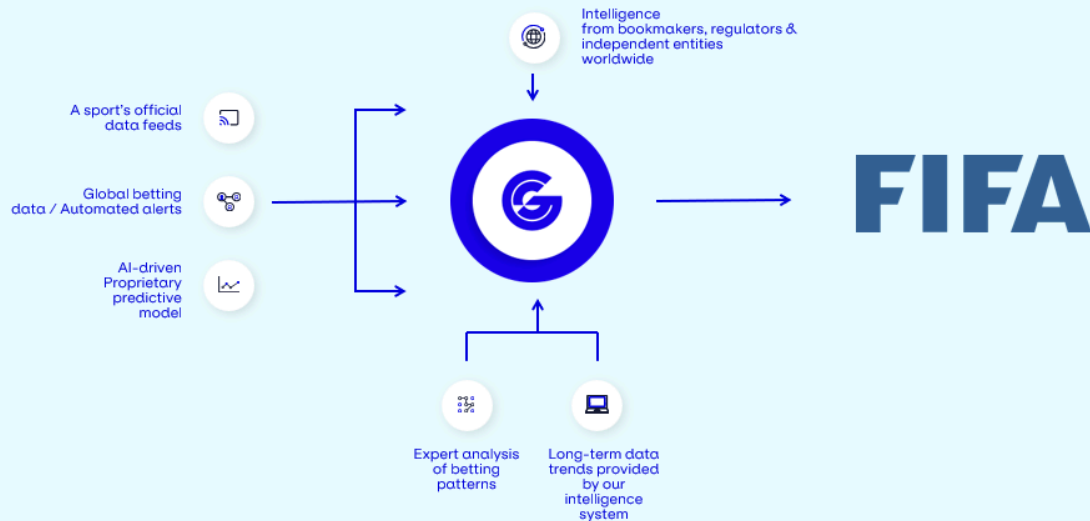 Intelligence
from bookmakers, regulators &
independent entities
worldwide
A sport's official
data feeds
Global betting
data / Automated alerts
AI-driven
Proprietary
predictive
model
FIFA
Expert analysis
of betting
patterns
Long-term data
trends provided
by our
intelligence
system